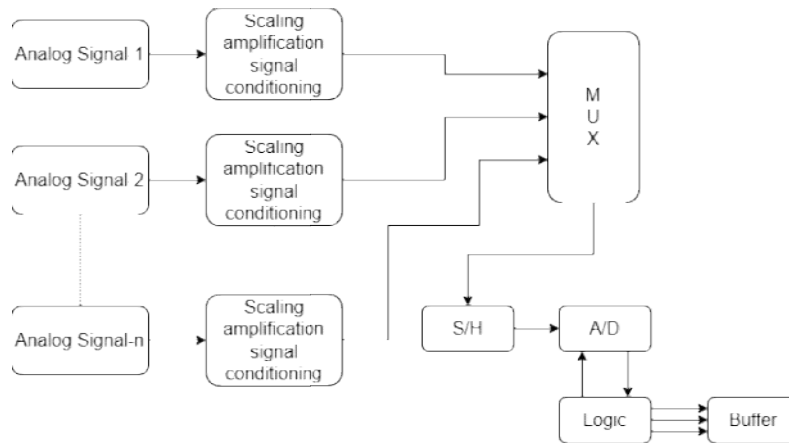 Analog Signal 1
Scaling
amplification
signal
conditioning
Analog Signal 2
Scaling
amplification
signal
conditioning
M
U
X
Analog Signal-n
Scaling
amplification
signal
conditioning
S/H
A/D
Logic
Buffer